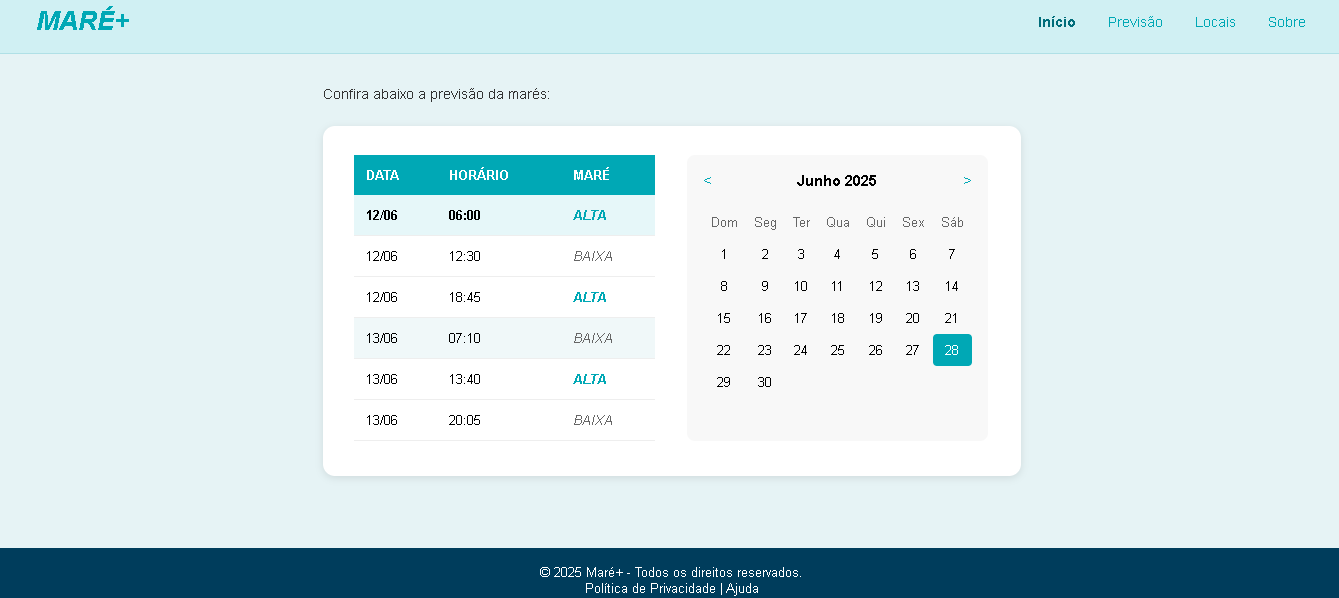 MARÉ+
Início Previsão Locais Sobre
Confira abaixo a previsão da marés:
DATA HORÁRIO MARÉ
12/06 06:00 ALTA
12/06 12:30 BAIXA
12/06 18:45 ALTA
13/06 07:10 BAIXA
13/06 13:40 ALTA
13/06 20:05 BAIXA
< Junho 2025 >
Dom Seg Ter Qua Qui Sex Sáb
1 2 3 4 5 6 7
8 9 10 11 12 13 14
15 16 17 18 19 20 21
22 23 24 25 26 27 28
29 30
© 2025 Maré+ - Todos os direitos reservados.
Política de Privacidade | Ajuda